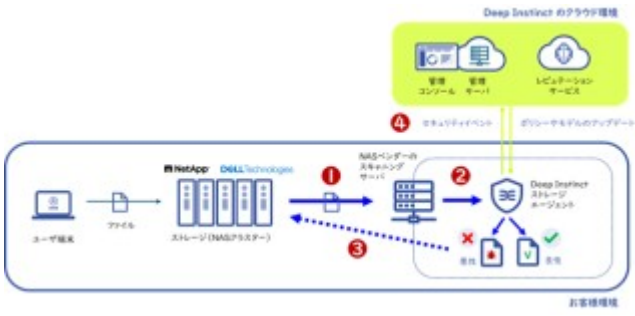 Deep Instinct のクラウド環境
管理
コンソール
管理
サーバ
レピュテーション
サービス
4
セキュリティイベント
ポリシーやモデルのアップデート
NASベンダーの
スキャニング
サーバ
NetApp
DELLTechnologies
1
2
Deep Instinct
ストレージ
エージェント
ファイル
ユーザ端末
ストレージ(NASクラスター)
3
悪性
V
良性
お客様環境